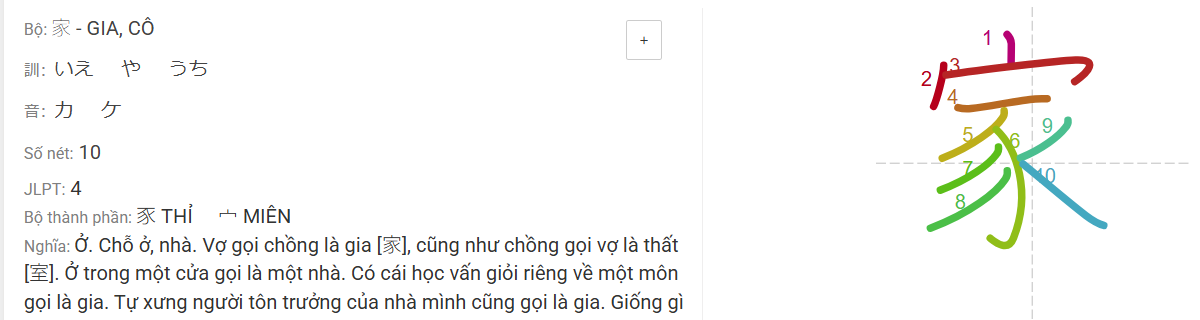 Bộ: 家 - GIA, CÔ
+
訓: いえ や うち
音: カ ケ
Số nét: 10
JLPT: 4
Bộ thành phần: 豕 THỈ 宀 MIÊN
Nghĩa: Ở. Chỗ ở, nhà. Vợ gọi chồng là gia [家], cũng như chồng gọi vợ là thất
[室]. Ở trong một cửa gọi là một nhà. Có cái học vấn giỏi riêng về một môn
gọi là gia. Tự xưng người tôn trưởng của nhà mình cũng gọi là gia. Giống gì
家
1
2
3
4
5
6
7
8
9
10